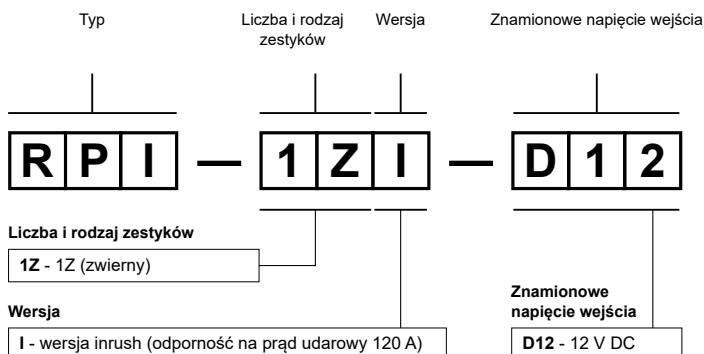 Typ
Liczba i rodzaj
zestyków
Wersja
Znamionowe napięcie wejścia
RPI — 1ZI — D12
Liczba i rodzaj zestyków
1Z - 1Z (zwierny)
Wersja
I - wersja inrush (odporność na prąd udarowy 120 A)
Znamionowe
napięcie wejścia
D12 - 12 V DC